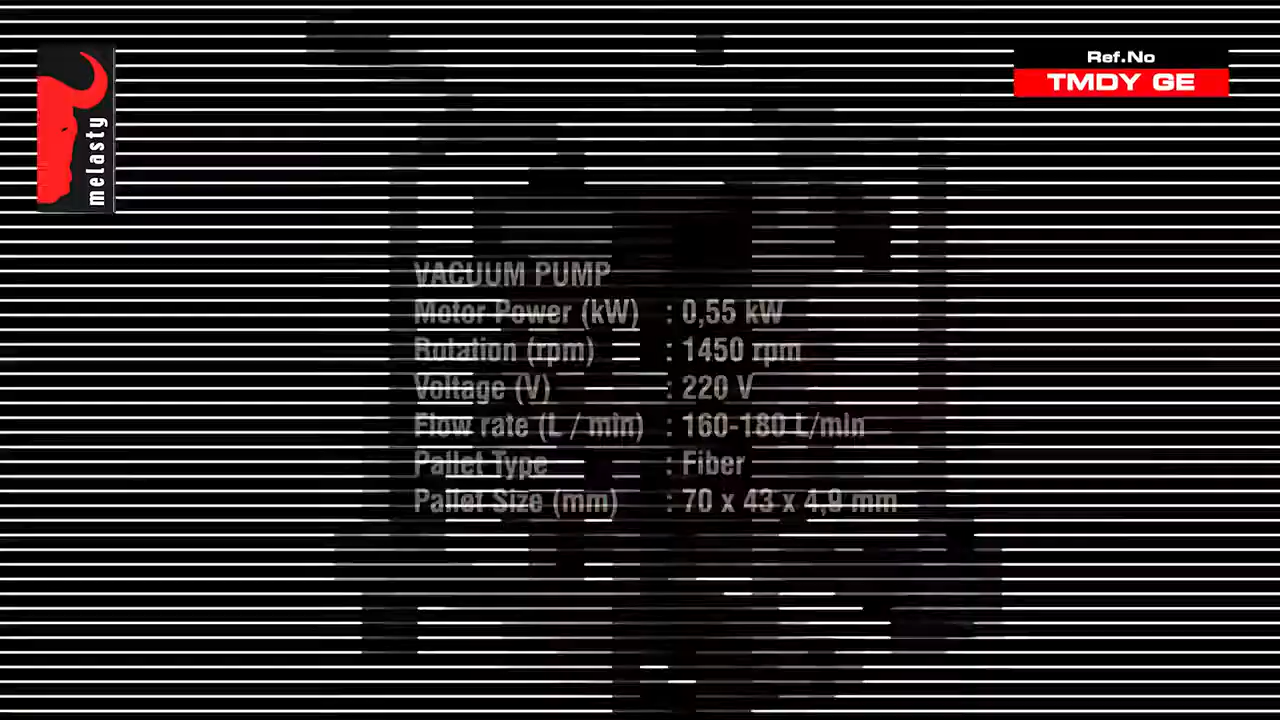 melasty
Ref.No
TMDY GE
VACUUM PUMP
Motor Power (kW) : 0,55 kW
Rotation (rpm) : 1450 rpm
Voltage (V) : 220 V
Flow rate (L / min) : 160-180 L/min
Pallet Type : Fiber
Pallet Size (mm) : 70 x 43 x 4,9 mm